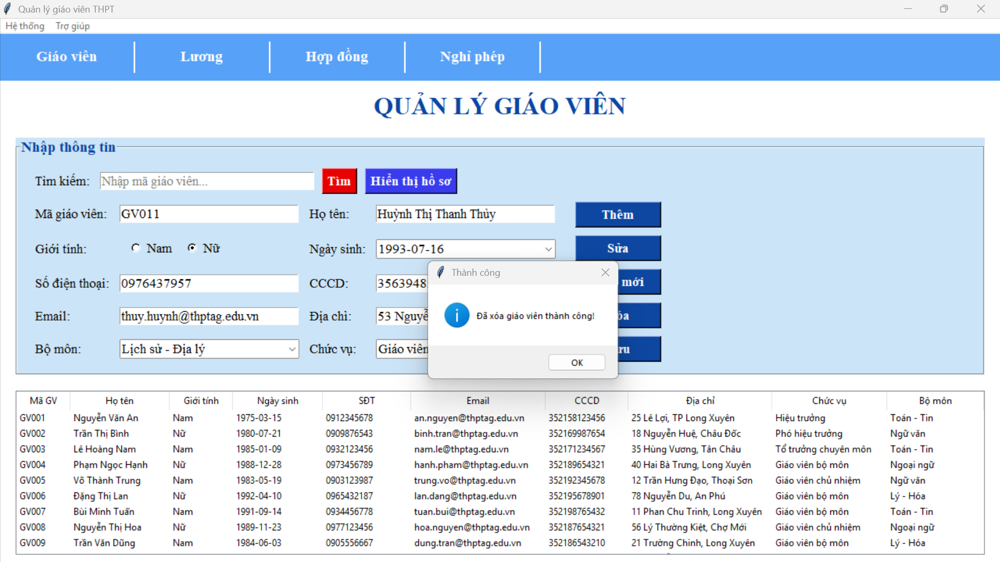 Quản lý giáo viên THPT
Hệ thống Trợ giúp
Giáo viên Lương Hợp đồng Nghỉ phép
QUẢN LÝ GIÁO VIÊN
Nhập thông tin
Tìm kiếm: Nhập mã giáo viên... Tìm Hiển thị hồ sơ
Mã giáo viên: GV011 Họ tên: Huỳnh Thị Thanh Thủy Thêm
Giới tính: Nam Nữ Ngày sinh: 1993-07-16 Sửa
Thành công
Số điện thoại: 0976437957 CCCD: 3563948 mới
Email: thuy.huynh@thptag.edu.vn Địa chỉ: 53 Nguyễ
Đã xóa giáo viên thành công!
Bộ môn: Lịch sử - Địa lý Chức vụ: Giáo viên
OK
Mã GV Họ tên Giới tính Ngày sinh SĐT Email CCCD Địa chỉ Chức vụ Bộ môn
GV001 Nguyễn Văn An Nam 1975-03-15 0912345678 an.nguyen@thptag.edu.vn 352158123456 25 Lê Lợi, TP Long Xuyên Hiệu trưởng Toán - Tin
GV002 Trần Thị Bình Nữ 1980-07-21 0909876543 binh.tran@thptag.edu.vn 352169987654 18 Nguyễn Huệ, Châu Đốc Phó hiệu trưởng Ngữ văn
GV003 Lê Hoàng Nam Nam 1985-01-09 0932123456 nam.le@thptag.edu.vn 352171234567 35 Hùng Vương, Tân Châu Tổ trưởng chuyên môn Toán - Tin
GV004 Phạm Ngọc Hạnh Nữ 1988-12-28 0973456789 hanh.pham@thptag.edu.vn 352189654321 40 Hai Bà Trưng, Long Xuyên Giáo viên bộ môn Ngoại ngữ
GV005 Võ Thành Trung Nam 1983-05-19 0903123987 trung.vo@thptag.edu.vn 352192345678 12 Trần Hưng Đạo, Thoại Sơn Giáo viên chủ nhiệm Ngữ văn
GV006 Đặng Thị Lan Nữ 1992-04-10 0965432187 lan.dang@thptag.edu.vn 352195678901 78 Nguyễn Du, An Phú Giáo viên bộ môn Lý - Hóa
GV007 Bùi Minh Tuấn Nam 1991-09-14 0934456778 tuan.bui@thptag.edu.vn 352198765432 11 Phan Chu Trinh, Long Xuyên Giáo viên bộ môn Toán - Tin
GV008 Nguyễn Thị Hoa Nữ 1989-11-23 0977123456 hoa.nguyen@thptag.edu.vn 352187654321 56 Lý Thường Kiệt, Chợ Mới Giáo viên chủ nhiệm Ngoại ngữ
GV009 Trần Văn Dũng Nam 1984-06-03 0905556667 dung.tran@thptag.edu.vn 352186543210 21 Trường Chinh, Long Xuyên Giáo viên bộ môn Lý - Hóa